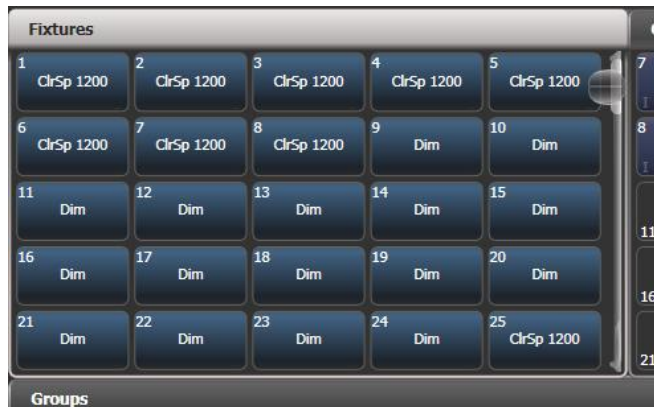 Fixtures
1 2 3 4 5 7
ClrSp 1200 ClrSp 1200 ClrSp 1200 ClrSp 1200 ClrSp 1200
I
6 7 8 9 10 8
ClrSp 1200 ClrSp 1200 ClrSp 1200 Dim Dim
I
11 12 13 14 15
Dim Dim Dim Dim Dim
11
16 17 18 19 20
Dim Dim Dim Dim Dim
16
21 22 23 24 25
Dim Dim Dim Dim ClrSp 1200
21
Groups